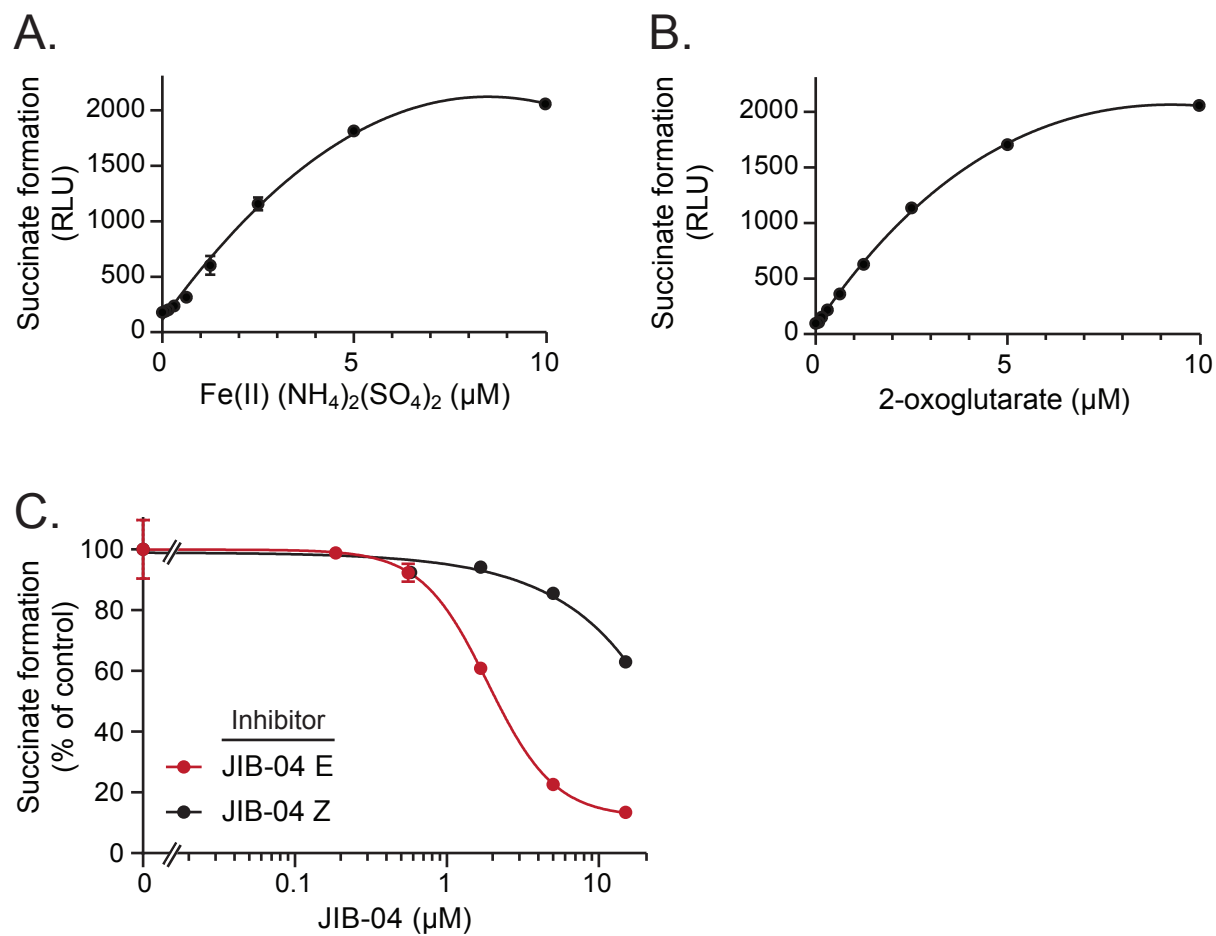 A.
Succinate formation
(RLU)
2000
1500
1000
500
0
0
5
10
Fe(II) (NH₄)₂(SO₄)₂ (µM)
B.
Succinate formation
(RLU)
2000
1500
1000
500
0
0
5
10
2-oxoglutarate (µM)
C.
Succinate formation
(% of control)
100
80
60
40
20
0
Inhibitor
JIB-04 E
JIB-04 Z
0
0.1
1
10
JIB-04 (µM)